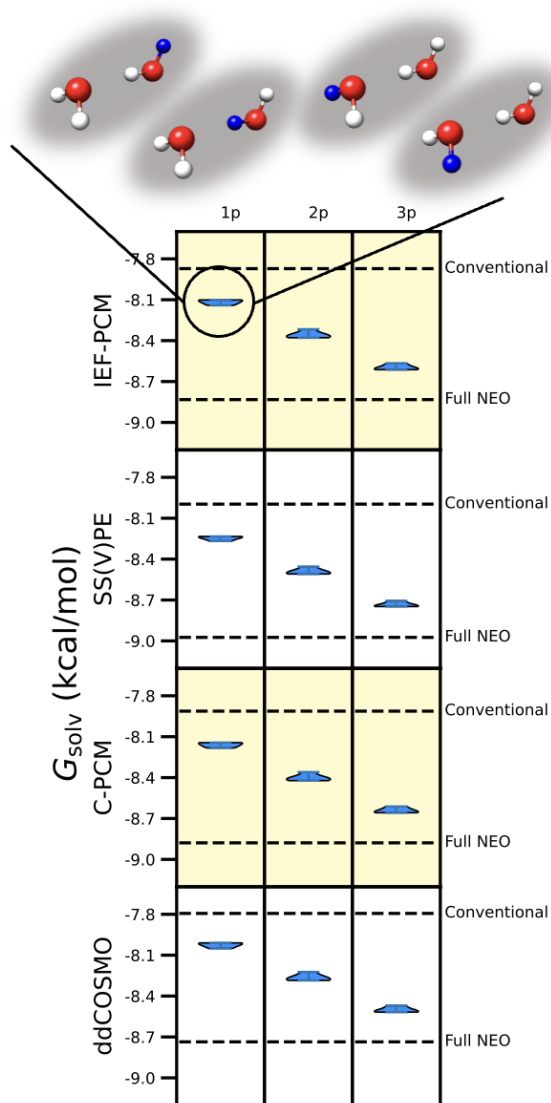 1p 2p 3p
-7.8
Conventional
-8.1
-8.4
-8.7
Full NEO
-9.0
IEF-PCM
-7.8
Conventional
-8.1
-8.4
-8.7
-9.0
Full NEO
SS(V)PE
Gsolv (kcal/mol)
-7.8
Conventional
-8.1
-8.4
-8.7
Full NEO
-9.0
C-PCM
-7.8
Conventional
-8.1
-8.4
-8.7
Full NEO
-9.0
ddCOSMO